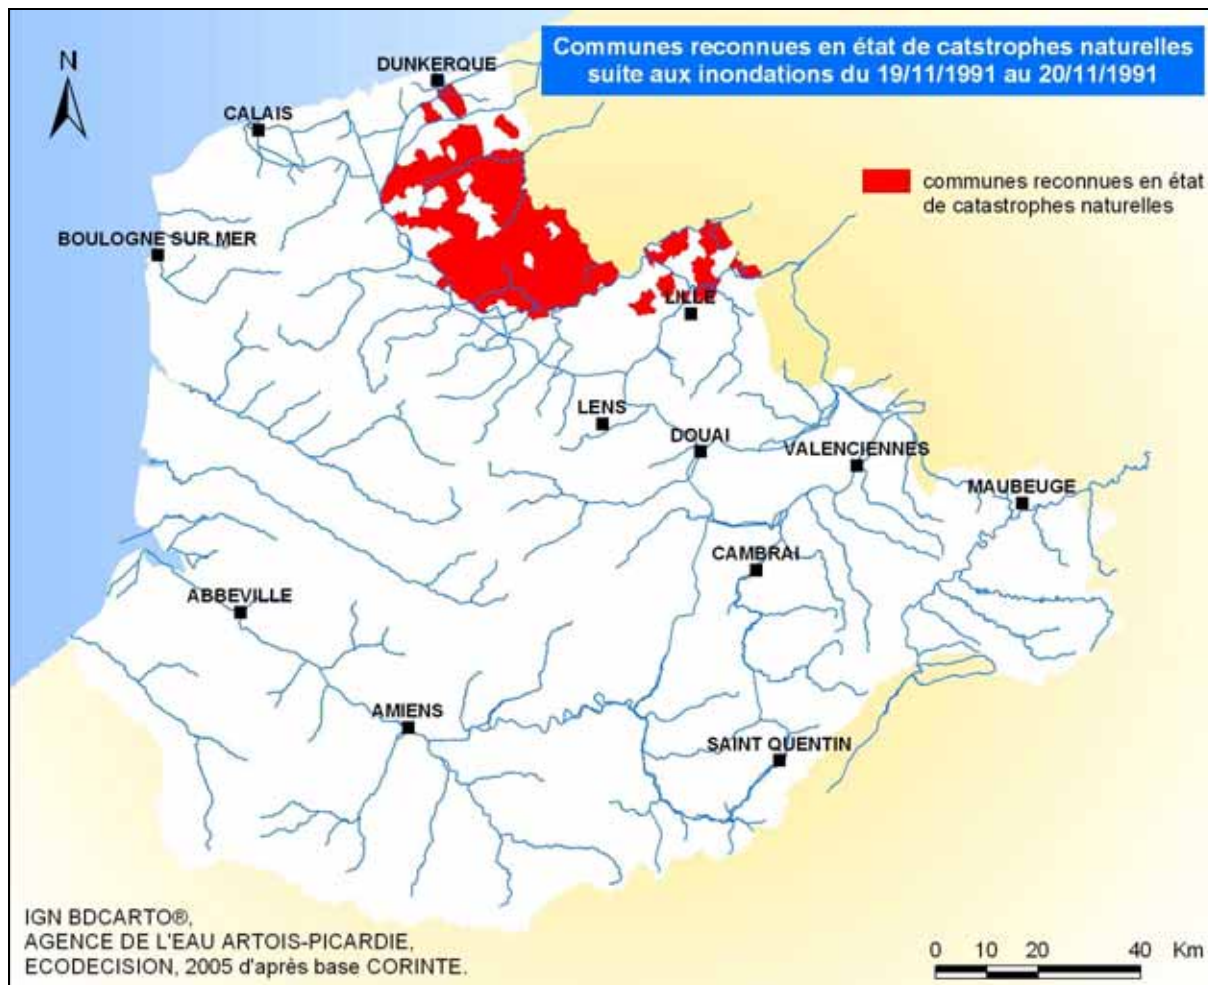 Communes reconnues en état de catstrophes naturelles
suite aux inondations du 19/11/1991 au 20/11/1991
N
DUNKERQUE
CALAIS
communes reconnues en état
de catastrophes naturelles
BOULOGNE SUR MER
LILLE
LENS
DOUAI
VALENCIENNES
MAUBEUGE
CAMBRAI
ABBEVILLE
AMIENS
SAINT QUENTIN
IGN BDCARTO®,
AGENCE DE L'EAU ARTOIS-PICARDIE,
ECODECISION, 2005 d'après base CORINTE.
0 10 20 40 Km